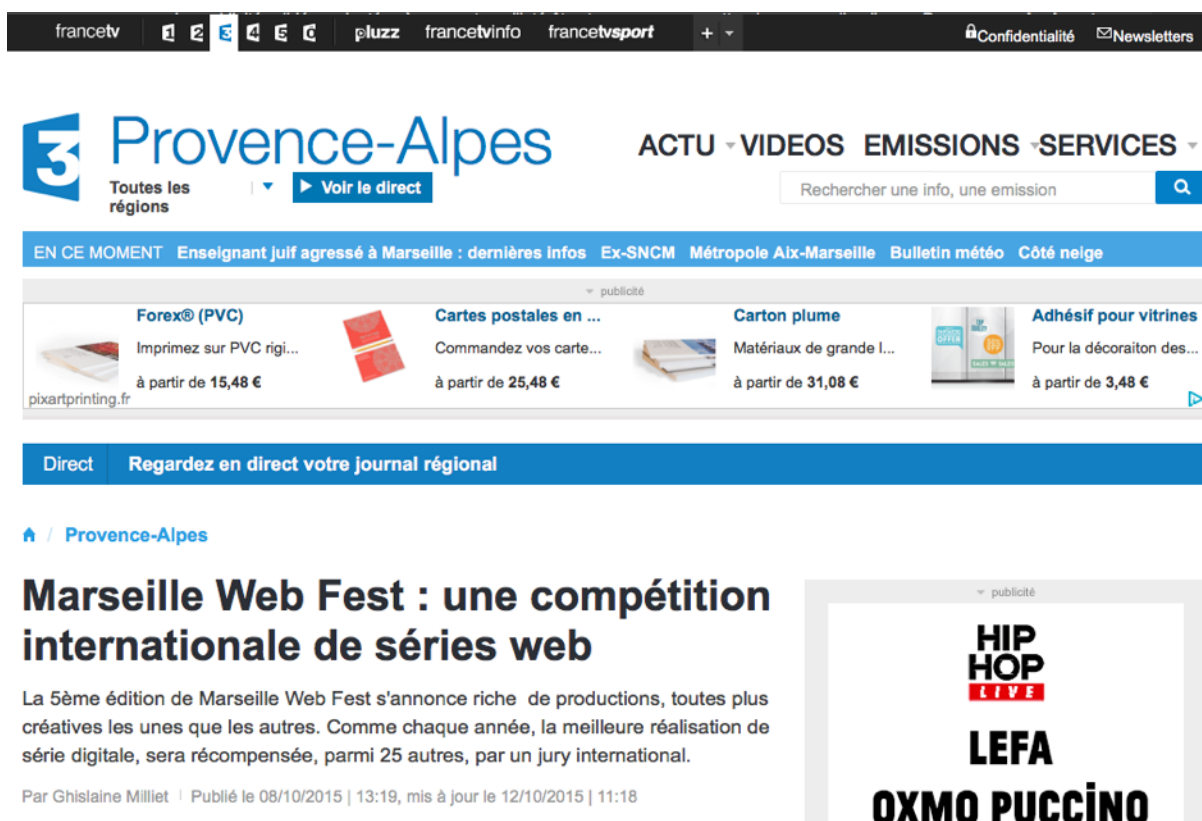 francetv 1 2 3 4 5 ô pluzz francetvinfo francetvsport + Confidentialité Newsletters
3 Provence-Alpes
ACTU VIDEOS EMISSIONS SERVICES
Toutes les
régions
Voir le direct
Rechercher une info, une emission
EN CE MOMENT Enseignant juif agressé à Marseille : dernières infos Ex-SNCM Métropole Aix-Marseille Bulletin météo Côté neige
publicité
Forex® (PVC)
Imprimez sur PVC rigi...
à partir de 15,48 €
Cartes postales en ...
Commandez vos carte...
à partir de 25,48 €
Carton plume
Matériaux de grande l...
à partir de 31,08 €
Adhésif pour vitrines
Pour la décoraiton des...
à partir de 3,48 €
pixartprinting.fr
Direct Regardez en direct votre journal régional
/ Provence-Alpes
Marseille Web Fest : une compétition
internationale de séries web
La 5ème édition de Marseille Web Fest s'annonce riche de productions, toutes plus
créatives les unes que les autres. Comme chaque année, la meilleure réalisation de
série digitale, sera récompensée, parmi 25 autres, par un jury international.
Par Ghislaine Milliet | Publié le 08/10/2015 | 13:19, mis à jour le 12/10/2015 | 11:18
publicité
HIP
HOP
LIVE
LEFA
OXMO PUCCiNO